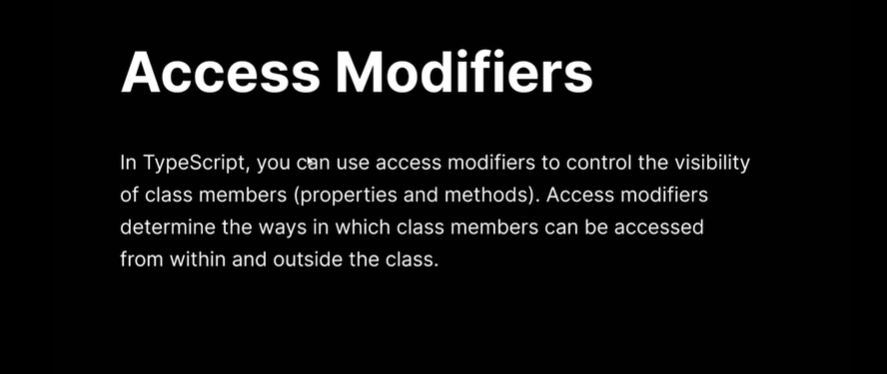 Access Modifiers
In TypeScript, you can use access modifiers to control the visibility
of class members (properties and methods). Access modifiers
determine the ways in which class members can be accessed
from within and outside the class.